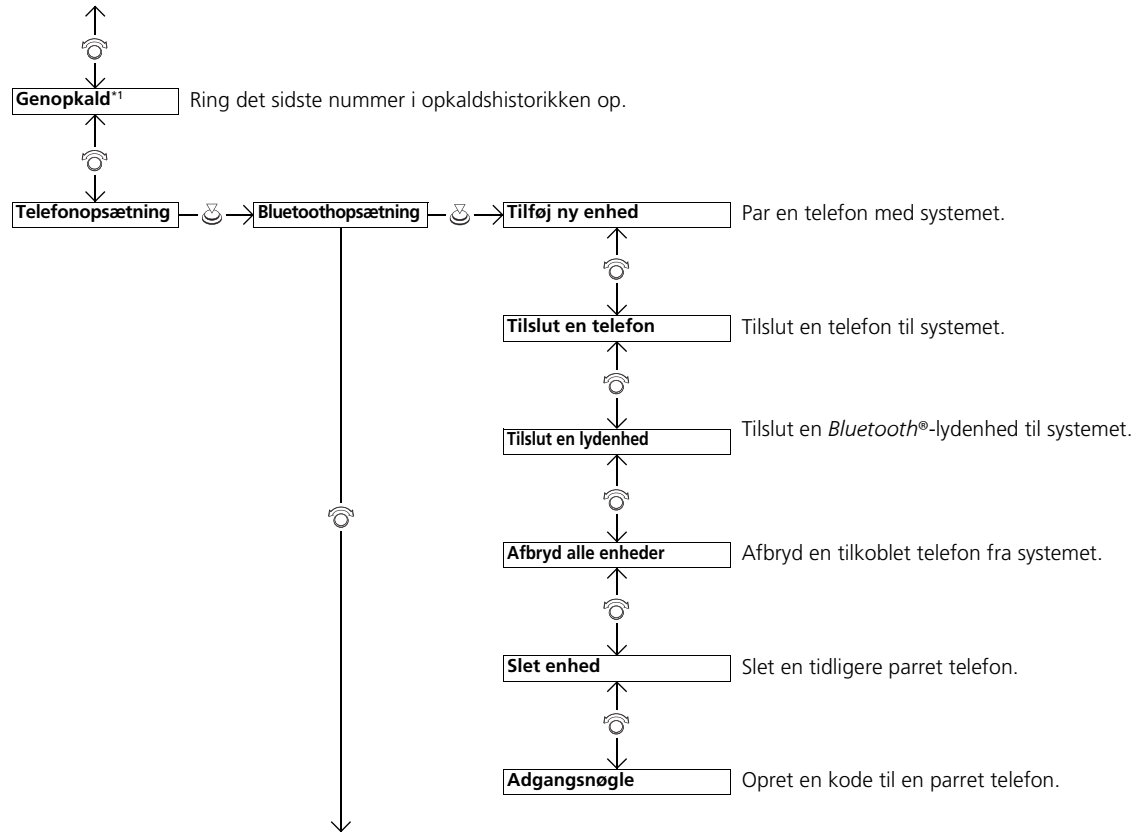 Genopkald*1 Ring det sidste nummer i opkaldshistorikken op.
Telefonopsætning Bluetoothopsætning Tilføj ny enhed Par en telefon med systemet.
Tilslut en telefon Tilslut en telefon til systemet.
Tilslut en lydenhed Tilslut en Bluetooth®-lydenhed til systemet.
Afbryd alle enheder Afbryd en tilkoblet telefon fra systemet.
Slet enhed Slet en tidligere parret telefon.
Adgangsnøgle Opret en kode til en parret telefon.